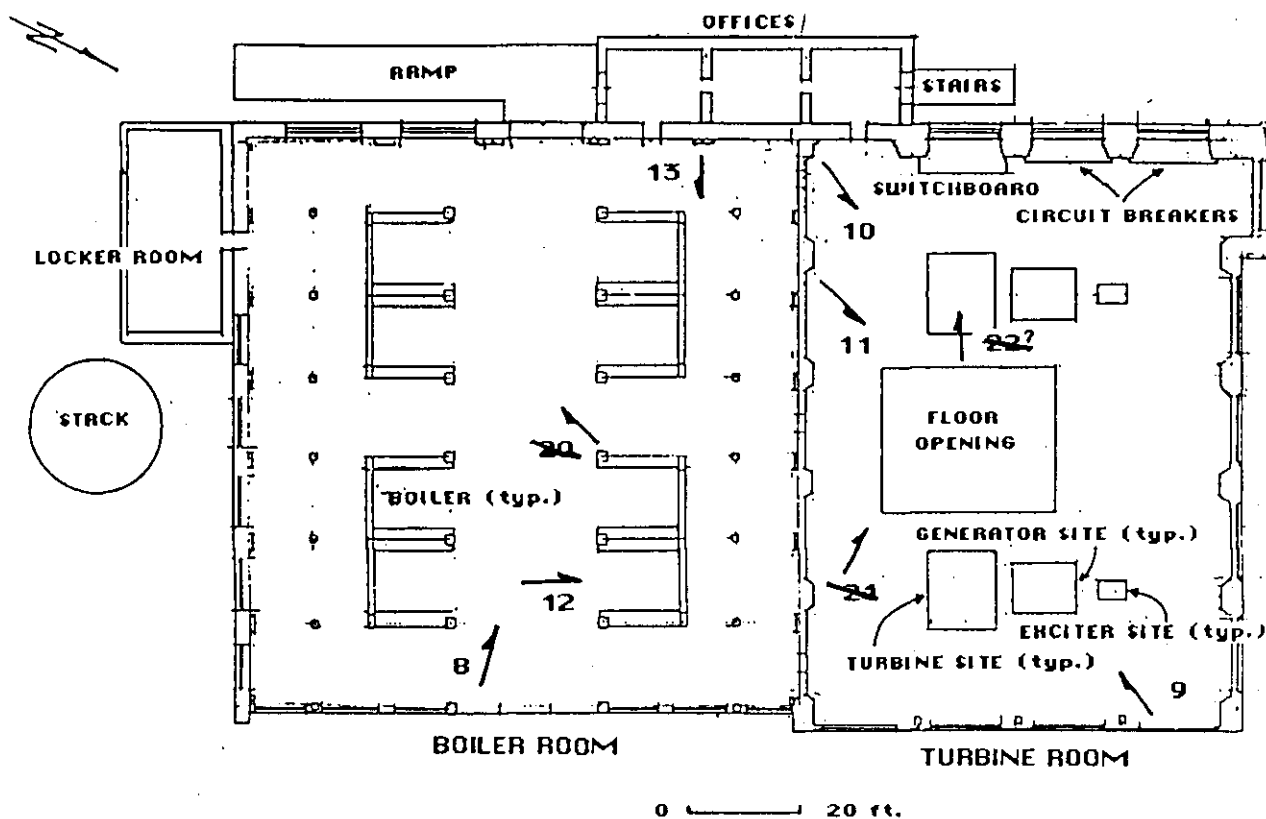 N
OFFICES
RAMP
STAIRS
13
SWITCHBOARD
10
CIRCUIT BREAKERS
LOCKER ROOM
11
22?
STACK
FLOOR
OPENING
20
BOILER (typ.)
GENERATOR SITE (typ.)
12
21
EXCITER SITE (typ.)
8
TURBINE SITE (typ.)
9
BOILER ROOM
TURBINE ROOM
0 20 ft.